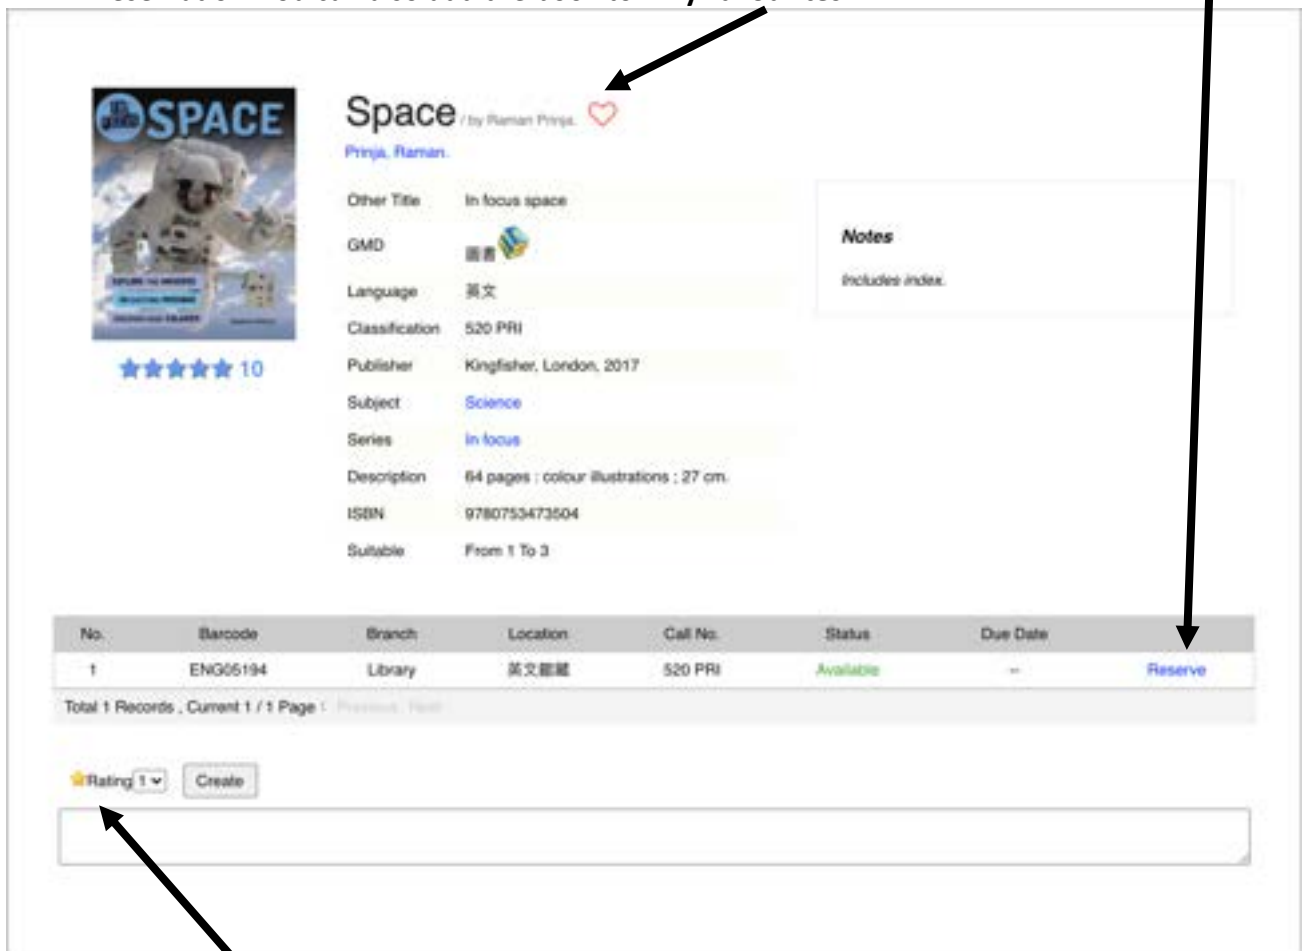 SPACE
Space / by Raman Prinja.
Prinja, Raman.
Other Title In focus space
GMD 圖書
Language 英文
Classification 520 PRI
Publisher Kingfisher, London, 2017
Subject Science
Series In focus
Description 64 pages : colour illustrations ; 27 cm.
ISBN 9780753473504
Suitable From 1 To 3
10
Notes
Includes index.
No. Barcode Branch Location Call No. Status Due Date
1 ENG05194 Library 英文館藏 520 PRI Available -- Reserve
Total 1 Records , Current 1 / 1 Page Previous Next
Rating 1 Create